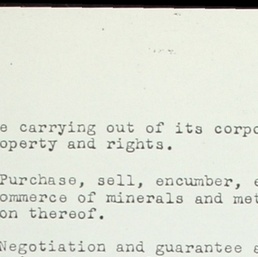 e carrying out of its corpo
operty and rights.
Purchase, sell, encumber, e
ommerce of minerals and met
on thereof.
Negotiation and guarantee a